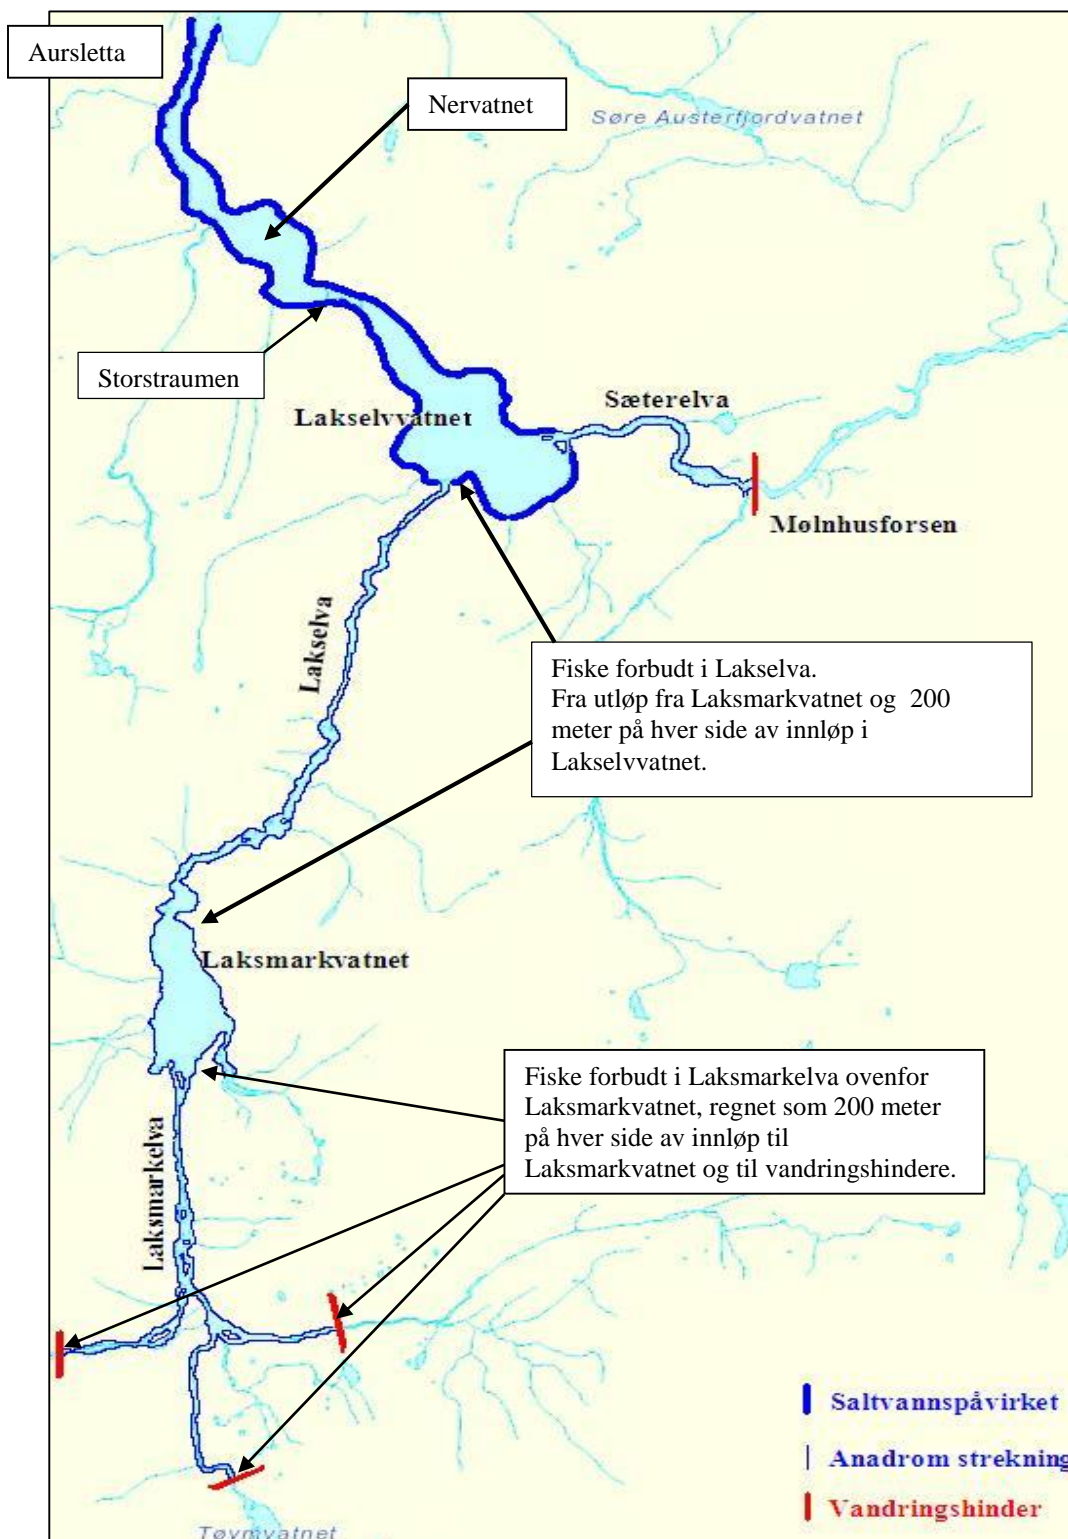 Aursletta
Nervatnet
Søre Austerfjordvatnet
Storstraumen
Sæterelva
Lakselvvatnet
Mølnhusforsen
Lakselva
Fiske forbudt i Lakselva.
Fra utløp fra Laksmarkvatnet og 200
meter på hver side av innløp i
Lakselvvatnet.
Laksmarkvatnet
Fiske forbudt i Laksmarkelva ovenfor
Laksmarkvatnet, regnet som 200 meter
på hver side av innløp til
Laksmarkvatnet og til vandringshindere.
Laksmarkelva
Saltvannspåvirket
Anadrom strekning
Vandringshinder
Tøymvatnet